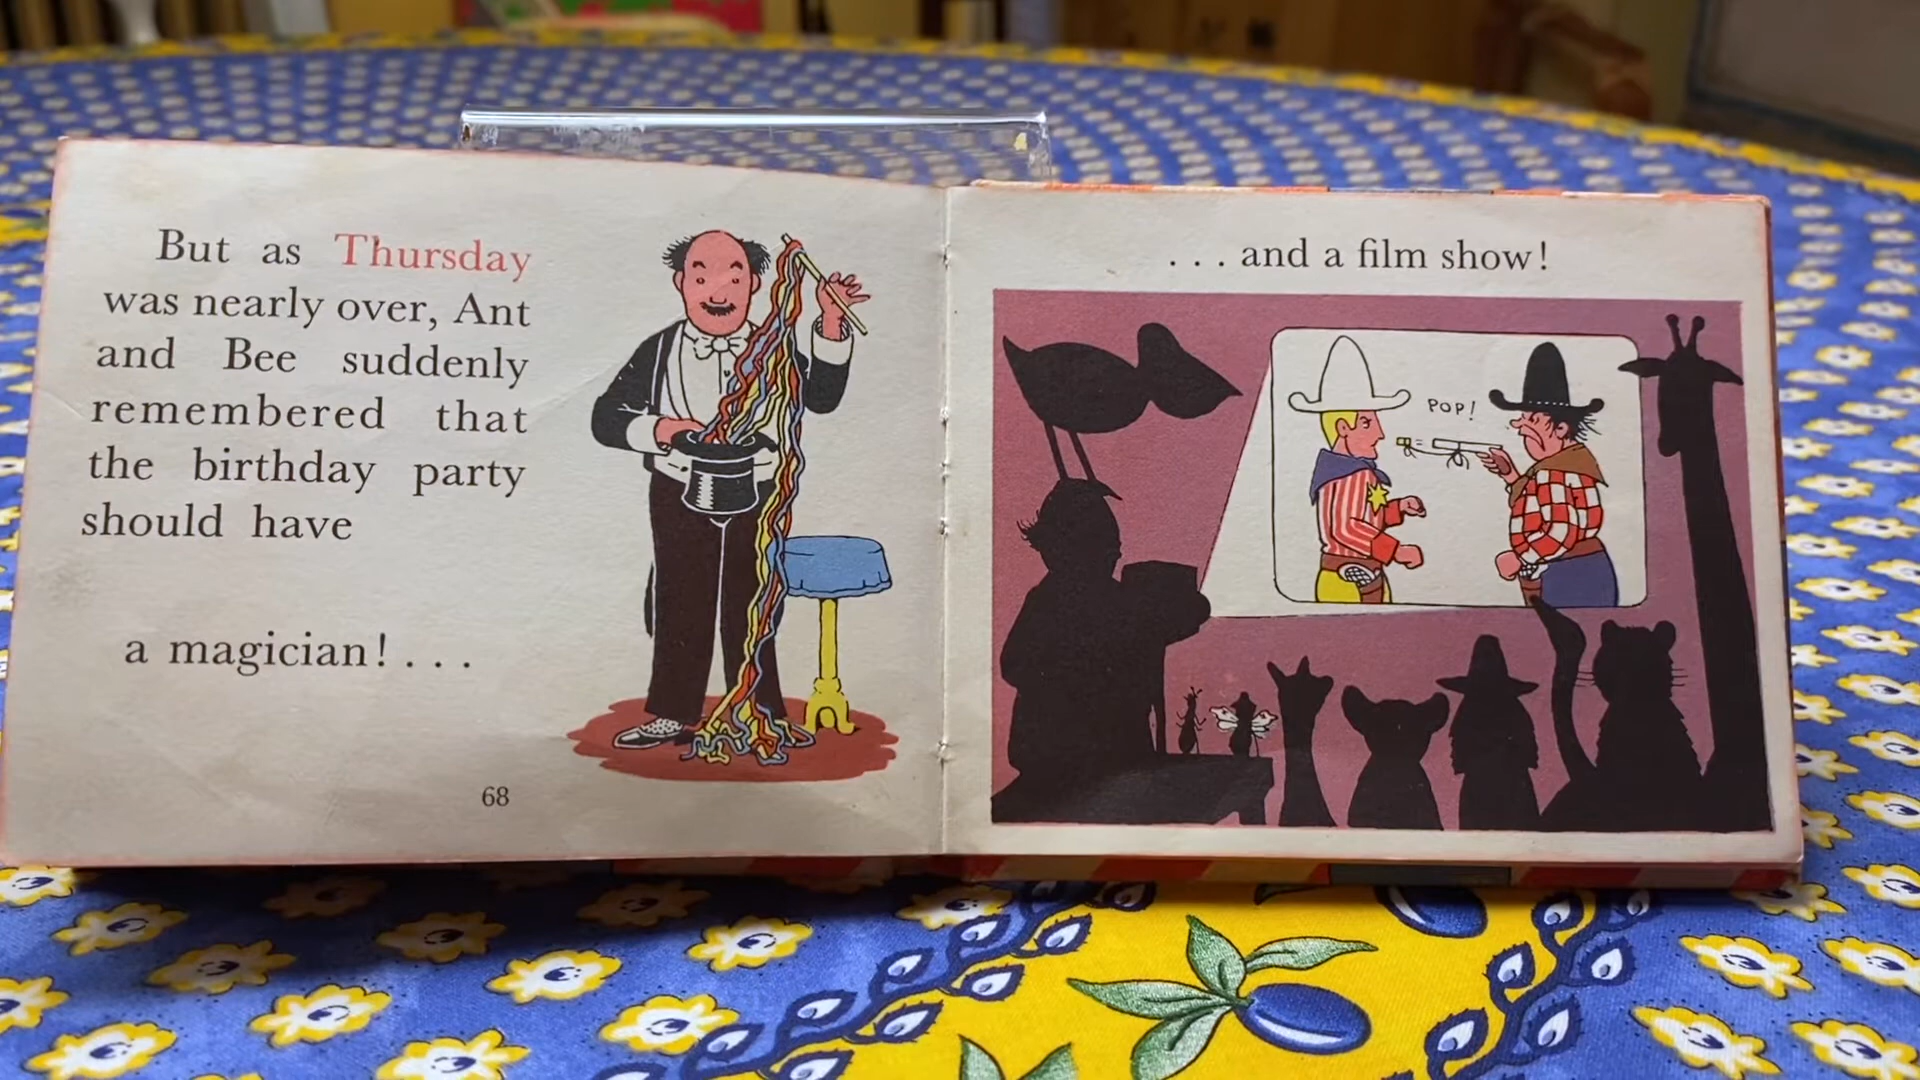 But as Thursday
was nearly over, Ant
and Bee suddenly
remembered that
the birthday party
should have
a magician! . . .
68
. . . and a film show!
POP!